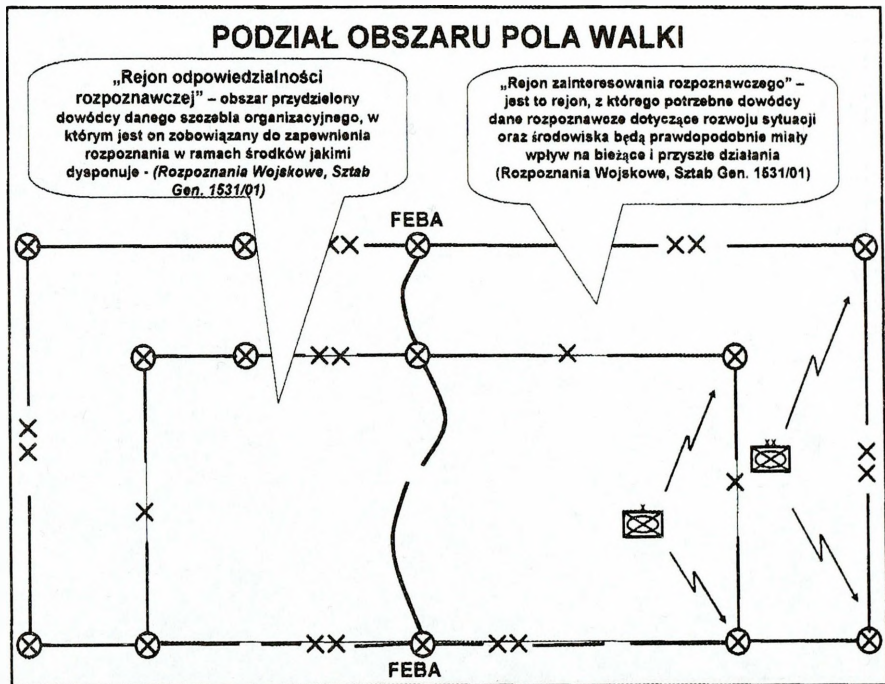 PODZIAŁ OBSZARU POLA WALKI
„Rejon odpowiedzialności
rozpoznawczej” – obszar przydzielony
dowódcy danego szczebla organizacyjnego, w
którym jest on zobowiązany do zapewnienia
rozpoznania w ramach środków jakimi
dysponuje - (Rozpoznania Wojskowe, Sztab
Gen. 1531/01)
„Rejon zainteresowania rozpoznawczego” –
jest to rejon, z którego potrzebne dowódcy
dane rozpoznawcze dotyczące rozwoju sytuacji
oraz środowiska będą prawdopodobnie miały
wpływ na bieżące i przyszłe działania
(Rozpoznania Wojskowe, Sztab Gen. 1531/01)
FEBA
FEBA